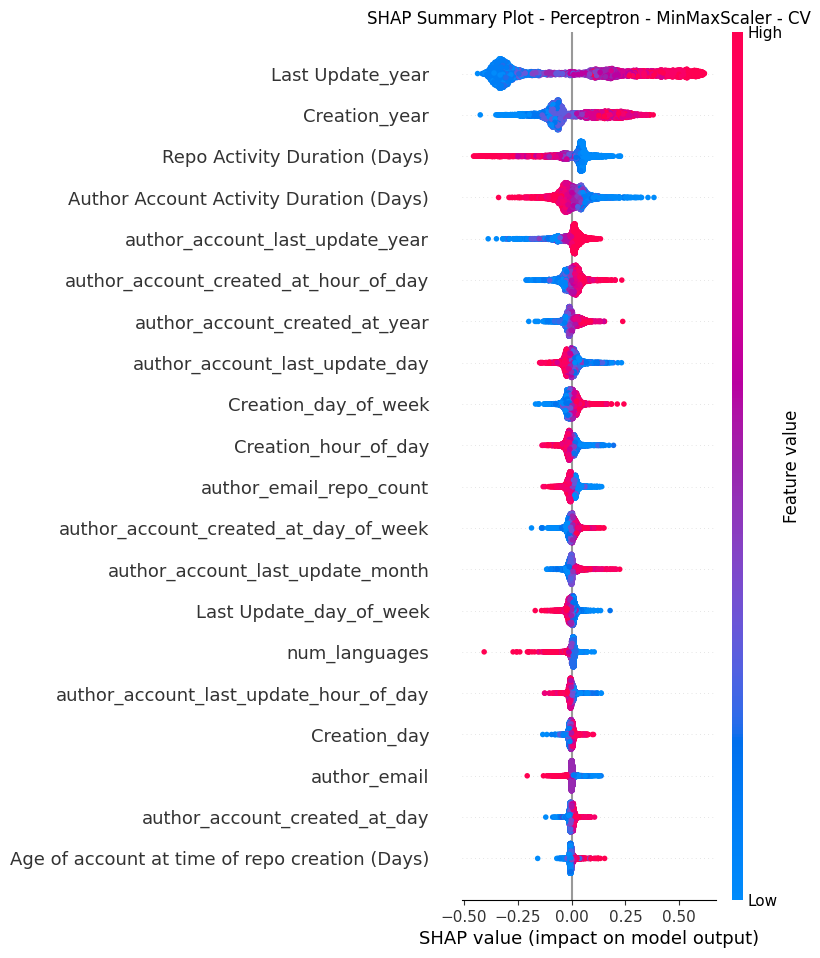 SHAP Summary Plot - Perceptron - MinMaxScaler - CV
High
Last Update_year
Creation_year
Repo Activity Duration (Days)
Author Account Activity Duration (Days)
author_account_last_update_year
author_account_created_at_hour_of_day
author_account_created_at_year
author_account_last_update_day
Creation_day_of_week
Creation_hour_of_day
author_email_repo_count
author_account_created_at_day_of_week
author_account_last_update_month
Last Update_day_of_week
num_languages
author_account_last_update_hour_of_day
Creation_day
author_email
author_account_created_at_day
Age of account at time of repo creation (Days)
Feature value
Low
−0.50 −0.25 0.00 0.25 0.50
SHAP value (impact on model output)